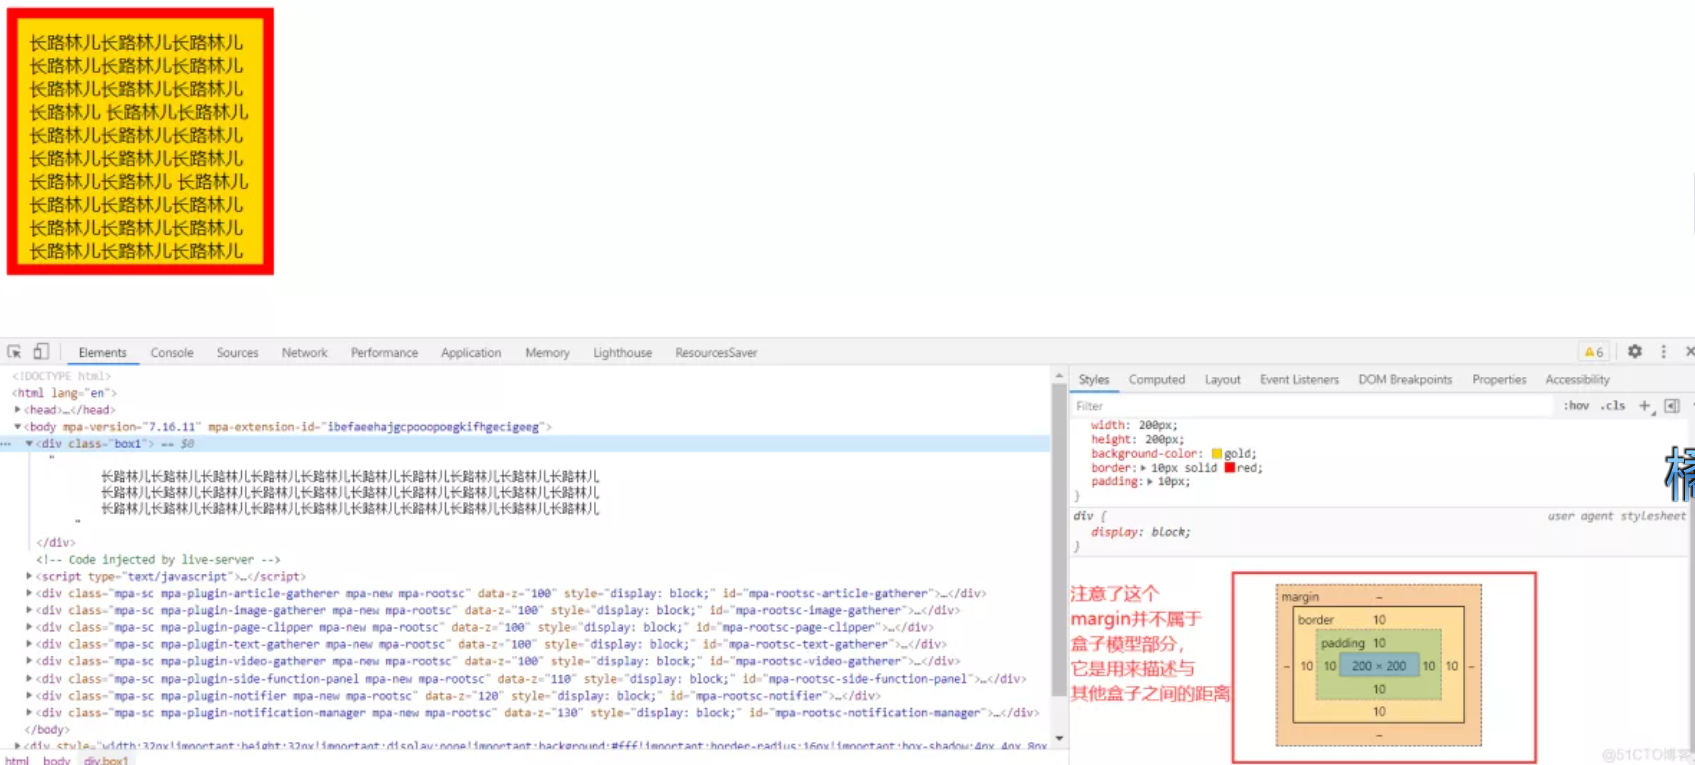 长路林儿长路林儿长路林儿
长路林儿长路林儿长路林儿
长路林儿长路林儿长路林儿
长路林儿 长路林儿长路林儿
长路林儿长路林儿长路林儿
长路林儿长路林儿长路林儿
长路林儿长路林儿 长路林儿
长路林儿长路林儿长路林儿
长路林儿长路林儿长路林儿
长路林儿长路林儿长路林儿
Elements Console Sources Network Performance Application Memory Lighthouse ResourcesSaver 6
<!DOCTYPE html>
<html lang="en">
<head>…</head>
<body mpa-version="7.16.11" mpa-extension-id="ibefaeehajgcpooopoegkifhgecigeeg">
<div class="box1"> == $0
"
长路林儿长路林儿长路林儿长路林儿长路林儿长路林儿长路林儿长路林儿长路林儿长路林儿
长路林儿长路林儿长路林儿长路林儿长路林儿长路林儿长路林儿长路林儿长路林儿长路林儿
长路林儿长路林儿长路林儿长路林儿长路林儿长路林儿长路林儿长路林儿长路林儿长路林儿
"
</div>
<!-- Code injected by live-server -->
<script type="text/javascript">…</script>
<div class="mpa-sc mpa-plugin-article-gatherer mpa-new mpa-rootsc" data-z="100" style="display: block;" id="mpa-rootsc-article-gatherer">…</div>
<div class="mpa-sc mpa-plugin-image-gatherer mpa-new mpa-rootsc" data-z="100" style="display: block;" id="mpa-rootsc-image-gatherer">…</div>
<div class="mpa-sc mpa-plugin-page-clipper mpa-new mpa-rootsc" data-z="100" style="display: block;" id="mpa-rootsc-page-clipper">…</div>
<div class="mpa-sc mpa-plugin-text-gatherer mpa-new mpa-rootsc" data-z="100" style="display: block;" id="mpa-rootsc-text-gatherer">…</div>
<div class="mpa-sc mpa-plugin-video-gatherer mpa-new mpa-rootsc" data-z="100" style="display: block;" id="mpa-rootsc-video-gatherer">…</div>
<div class="mpa-sc mpa-plugin-side-function-panel mpa-new mpa-rootsc" data-z="110" style="display: block;" id="mpa-rootsc-side-function-panel">…</div>
<div class="mpa-sc mpa-plugin-notifier mpa-new mpa-rootsc" data-z="120" style="display: block;" id="mpa-rootsc-notifier">…</div>
<div class="mpa-sc mpa-plugin-notification-manager mpa-new mpa-rootsc" data-z="130" style="display: block;" id="mpa-rootsc-notification-manager">…</div>
</body>
<div style="width:32px!important;height:32px!important;display:none!important;background:#fff!important;border-radius:16px!important;box-shadow:4px 4px 8px
html body div.box1
Styles Computed Layout Event Listeners DOM Breakpoints Properties Accessibility
Filter :hov .cls +
width: 200px;
height: 200px;
background-color: gold;
border: 10px solid red;
padding: 10px;
}
div { user agent stylesheet
display: block;
}
注意了这个
margin并不属于
盒子模型部分，
它是用来描述与
其他盒子之间的距离
margin –
border 10
padding 10
– 10 10 200 × 200 10 10 –
10
10
–
@51CTO博客